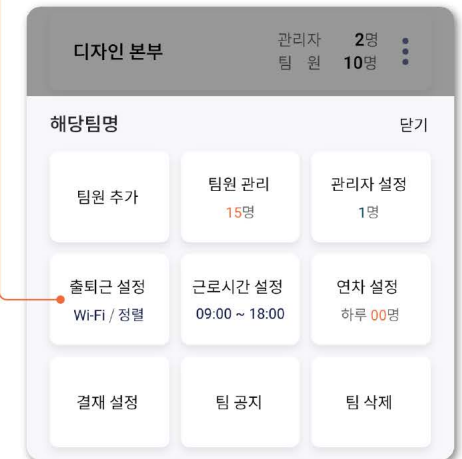 디자인 본부
관리자 2명
팀 원 10명
해당팀명
닫기
팀원 추가
팀원 관리
15명
관리자 설정
1명
출퇴근 설정
Wi-Fi / 정렬
근로시간 설정
09:00 ~ 18:00
연차 설정
하루 00명
결재 설정
팀 공지
팀 삭제